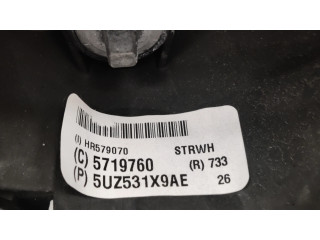 (I) HR579070 STRWH
(C) 5719760 (R) 733
(P) 5UZ531X9AE 26